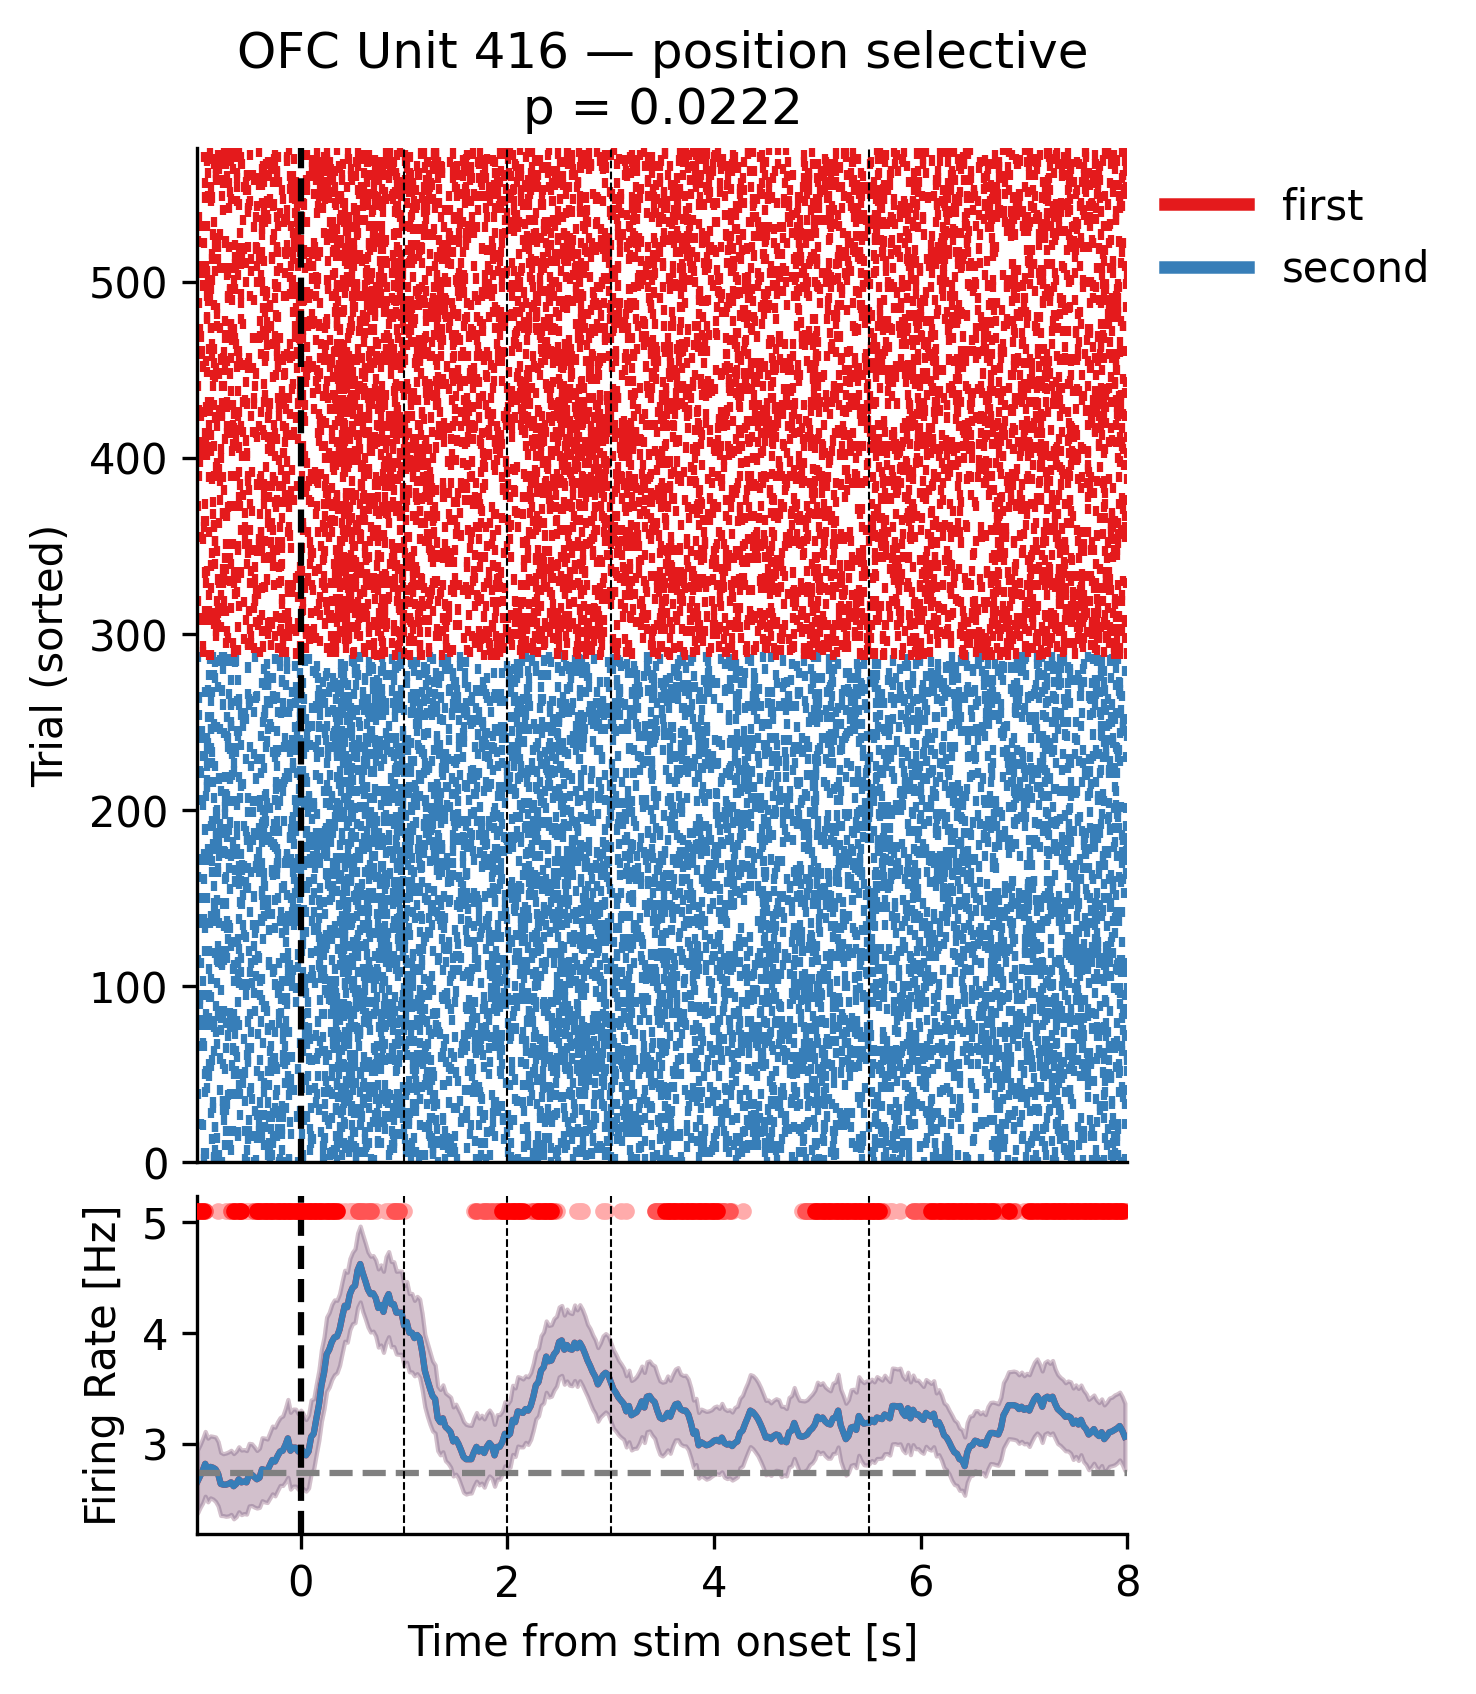 OFC Unit 416 — position selective
p = 0.0222
first
second
500
400
300
200
100
0
Trial (sorted)
5
4
3
Firing Rate [Hz]
0 2 4 6 8
Time from stim onset [s]